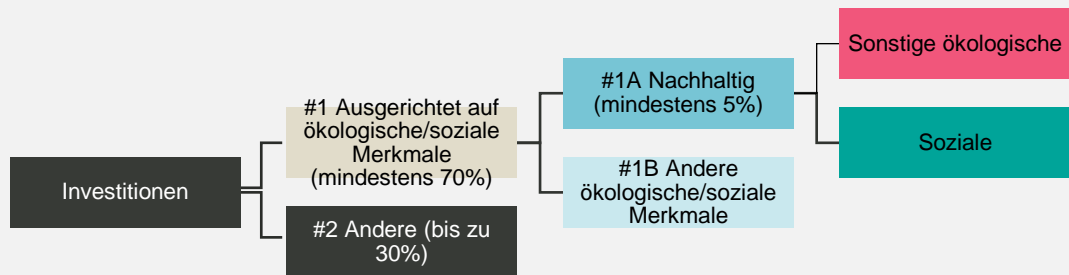 Investitionen
#1 Ausgerichtet auf
ökologische/soziale
Merkmale
(mindestens 70%)
#2 Andere (bis zu
30%)
#1A Nachhaltig
(mindestens 5%)
#1B Andere
ökologische/soziale
Merkmale
Sonstige ökologische
Soziale